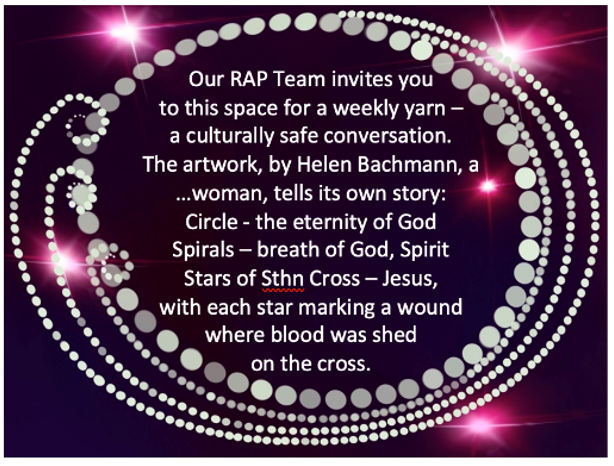 Our RAP Team invites you
to this space for a weekly yarn –
a culturally safe conversation.
The artwork, by Helen Bachmann, a
…woman, tells its own story:
Circle - the eternity of God
Spirals – breath of God, Spirit
Stars of Sthn Cross – Jesus,
with each star marking a wound
where blood was shed
on the cross.